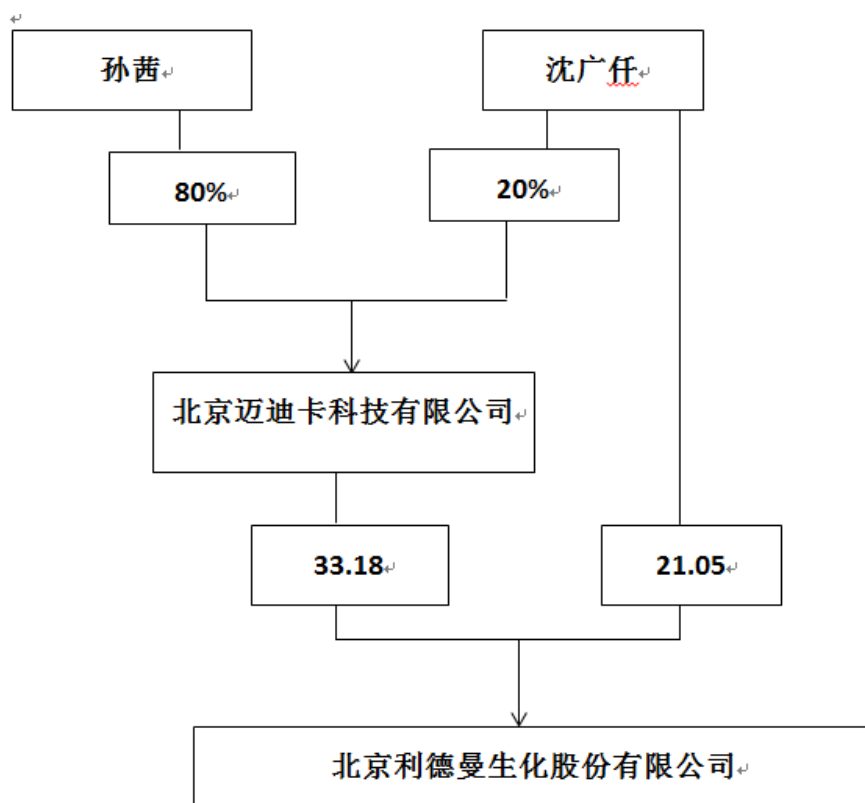 孙茜
沈广仟
80%
20%
北京迈迪卡科技有限公司
33.18
21.05
北京利德曼生化股份有限公司